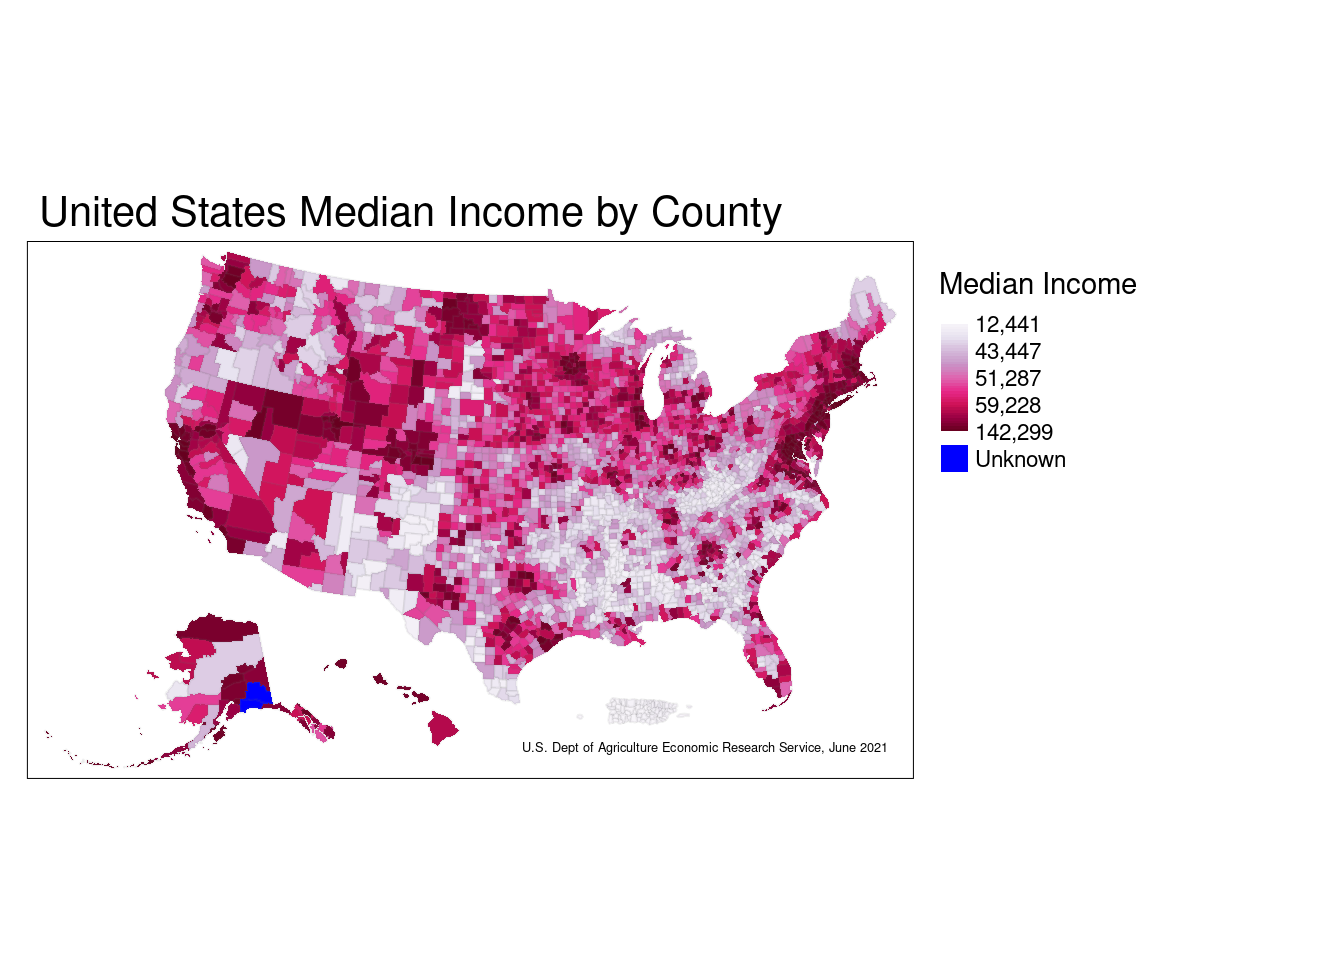 United States Median Income by County
Median Income
12,441
43,447
51,287
59,228
142,299
Unknown
U.S. Dept of Agriculture Economic Research Service, June 2021